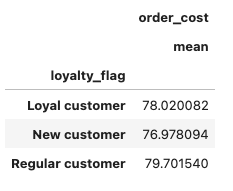 order_cost
mean
loyalty_flag
Loyal customer 78.020082
New customer 76.978094
Regular customer 79.701540